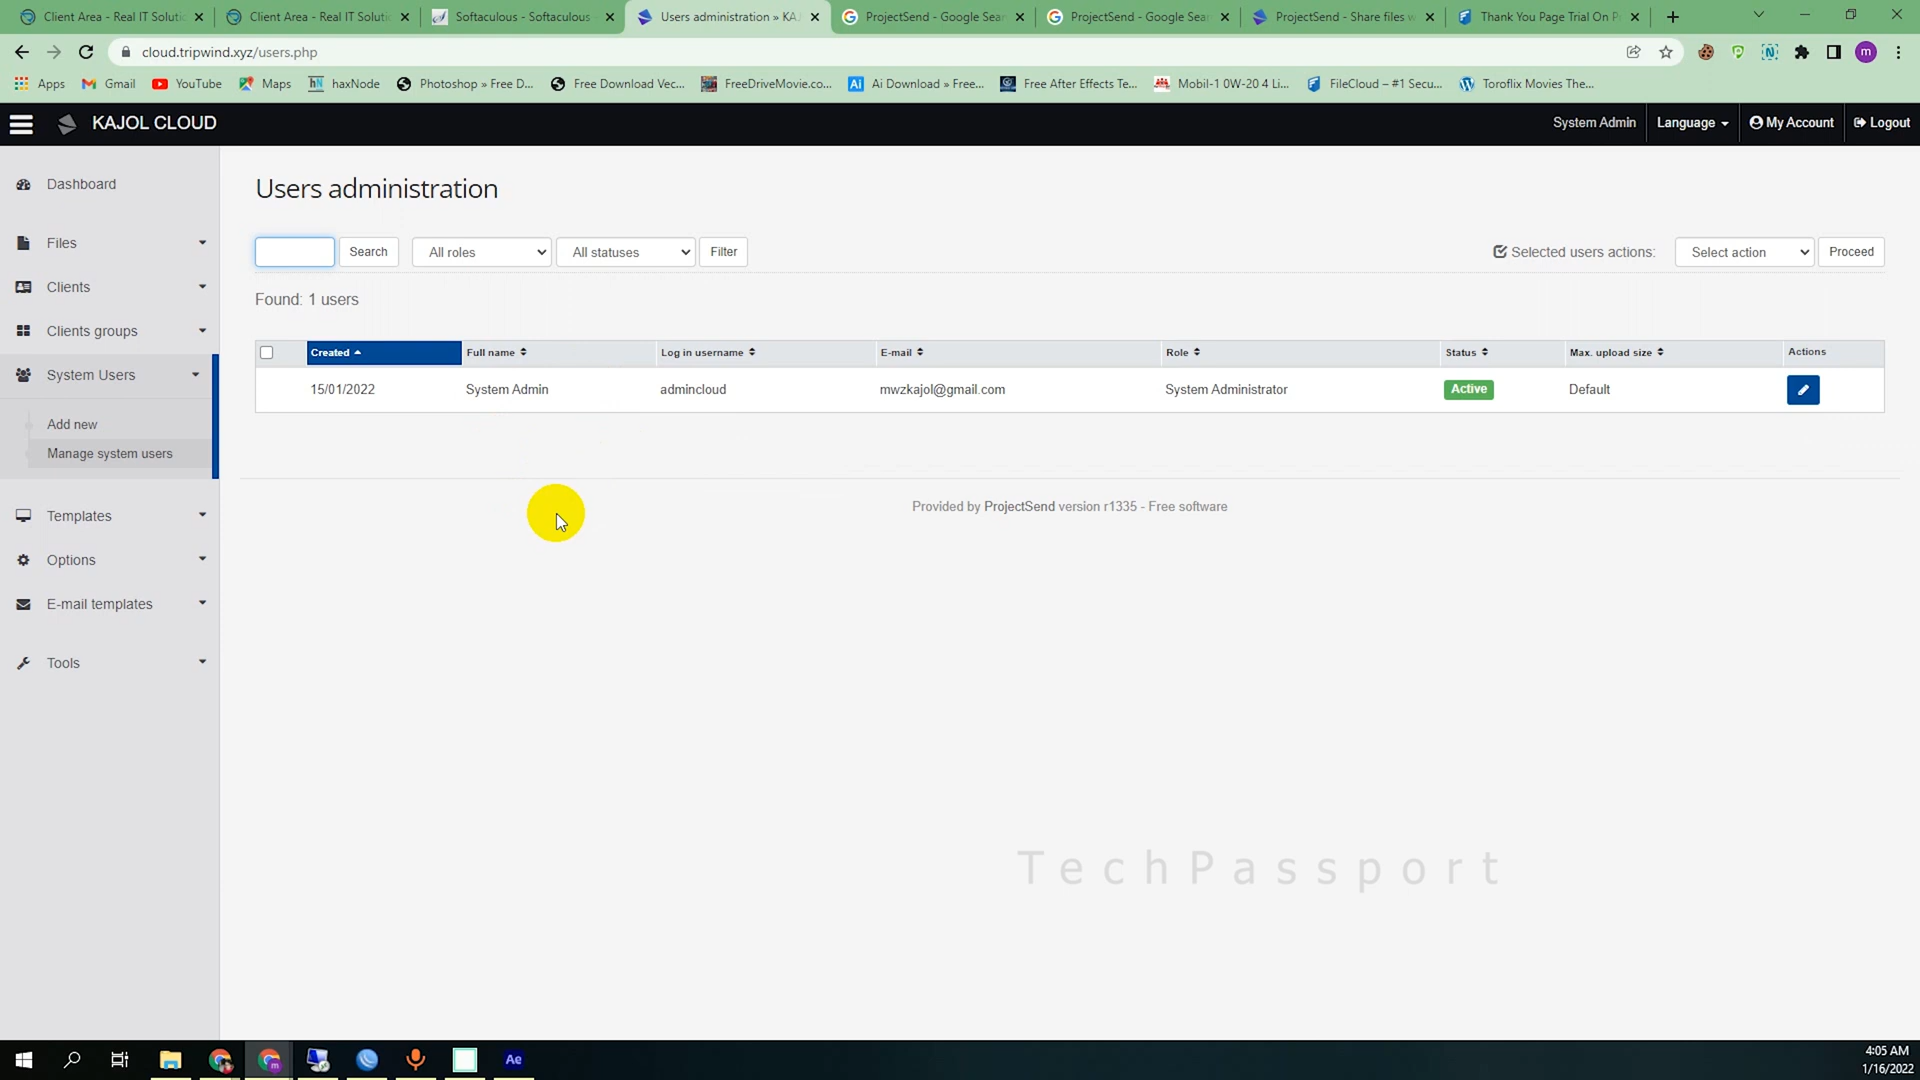 Client Area - Real IT Soluti
Client Area - Real IT Soluti
Softaculous - Softaculous
Users administration » KA
ProjectSend - Google Sear
ProjectSend - Google Sear
ProjectSend - Share files w
Thank You Page Trial On P
cloud.tripwind.xyz/users.php
m
Apps
Gmail
YouTube
Maps
haxNode
Photoshop » Free D...
Free Download Vec...
FreeDriveMovie.co...
Ai Download » Free...
Free After Effects Te...
Mobil-1 0W-20 4 Li...
FileCloud – #1 Secu...
Toroflix Movies The...
KAJOL CLOUD
System Admin
Language
My Account
Logout
Dashboard
Files
Clients
Clients groups
System Users
Add new
Manage system users
Templates
Options
E-mail templates
Tools
Users administration
Search
All roles
All statuses
Filter
Selected users actions:
Select action
Proceed
Found: 1 users
Created Full name Log in username E-mail Role Status Max. upload size Actions
15/01/2022 System Admin admincloud mwzkajol@gmail.com System Administrator Active Default
Provided by ProjectSend version r1335 - Free software
TechPassport
Ae
4:05 AM
1/16/2022